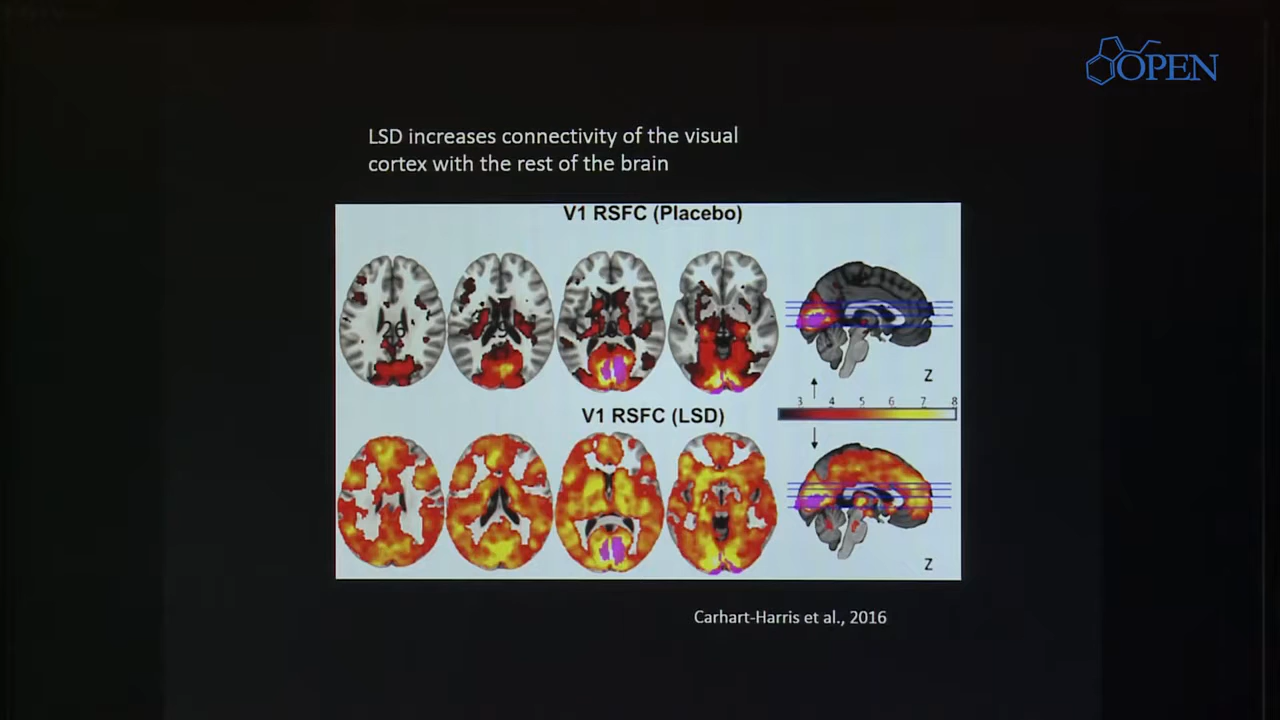 OPEN
LSD increases connectivity of the visual
cortex with the rest of the brain
V1 RSFC (Placebo)
26
Z
3 4 5 6 7 8
V1 RSFC (LSD)
Z
Carhart-Harris et al., 2016